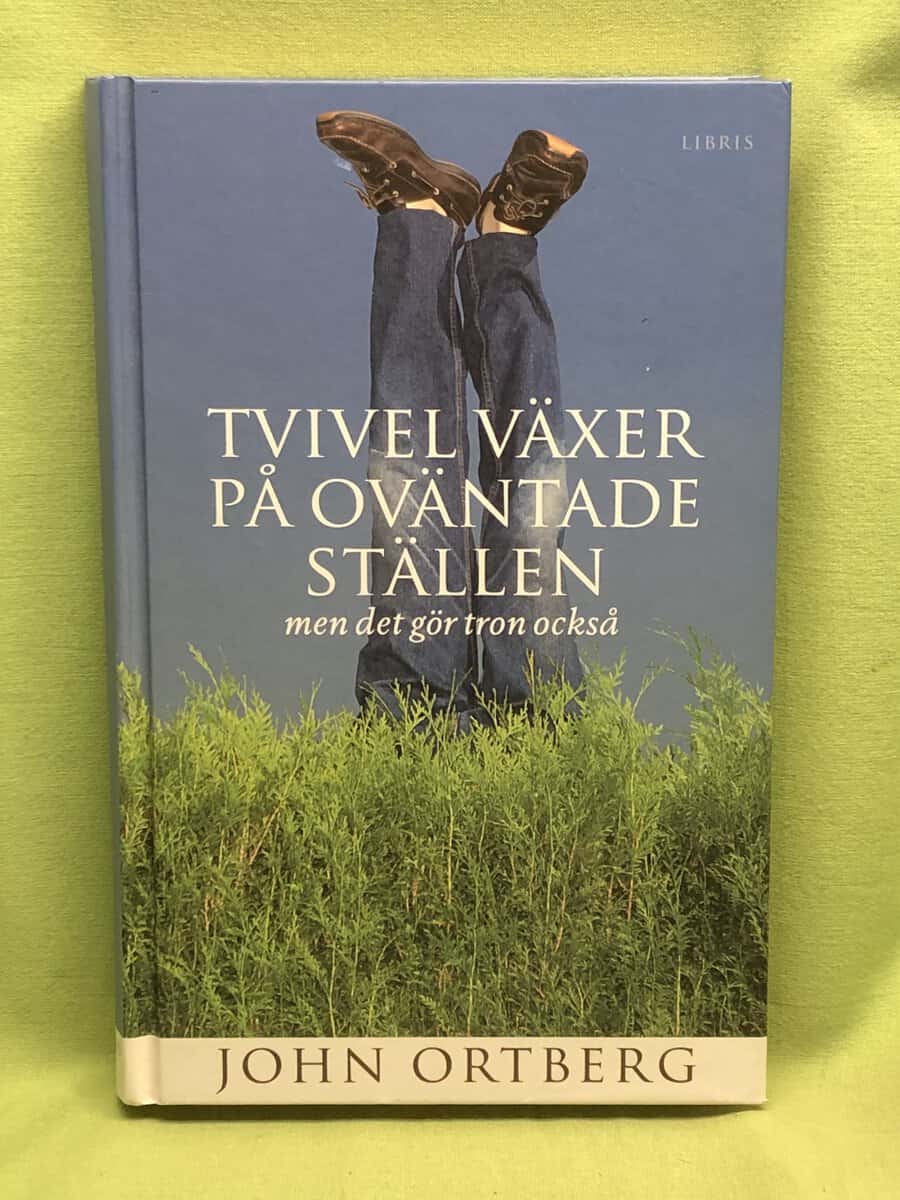 LIBRIS
TVIVEL VÄXER
PÅ OVÄNTADE
STÄLLEN
men det gör tron också
JOHN ORTBERG